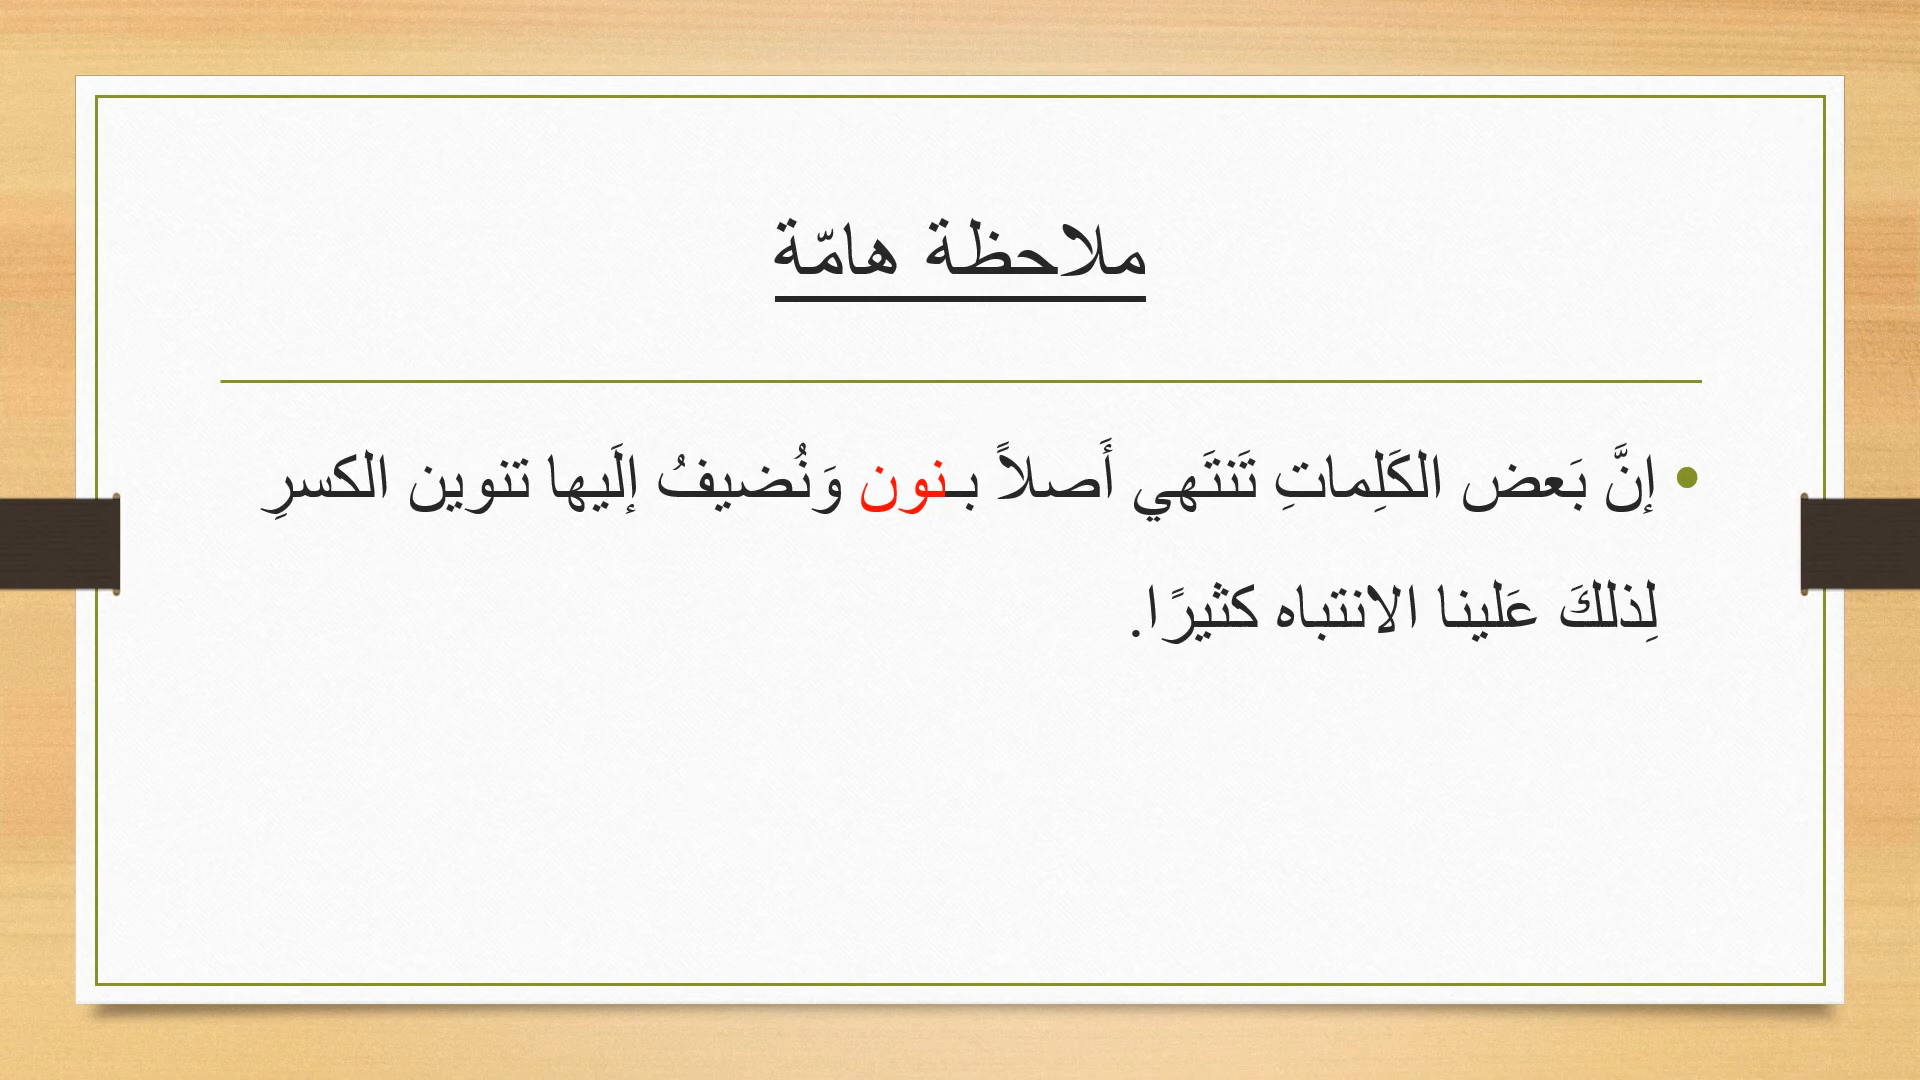 ملاحظة هامّة
إنَّ بَعض الكَلِماتِ تَنتَهي أَصلاً بـنون وَنُضيفُ إلَيها تنوين الكسرِ
لِذلكَ عَلينا الانتباه كثيرًا.